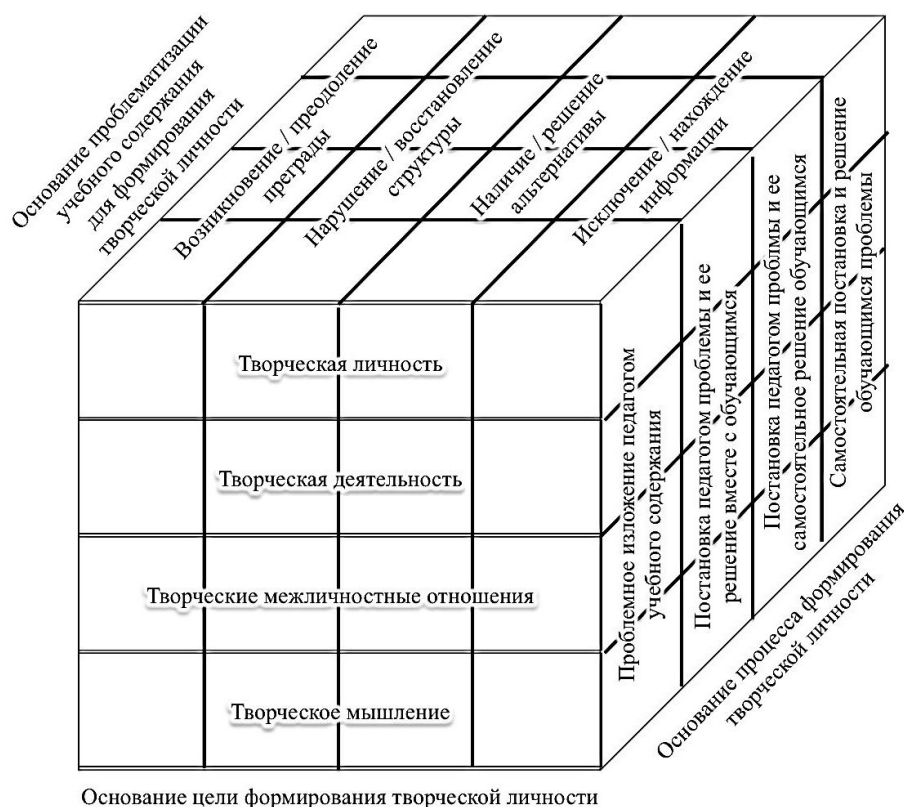 Основание проблематизации
учебного содержания
для формирования
творческой личности
Возникновение / преодоление
преграды
Нарушение / восстановление
структуры
Наличие / решение
альтернативы
Исключение / нахождение
информации
Творческая личность
Творческая деятельность
Творческие межличностные отношения
Творческое мышление
Проблемное изложение педагогом
учебного содержания
Постановка педагогом проблемы и ее
решение вместе с обучающимся
Постановка педагогом проблмы и ее
самостоятельное решение обучающимся
Самостоятельная постановка и решение
обучающимся проблемы
Основание процесса формирования
творческой личности
Основание цели формирования творческой личности